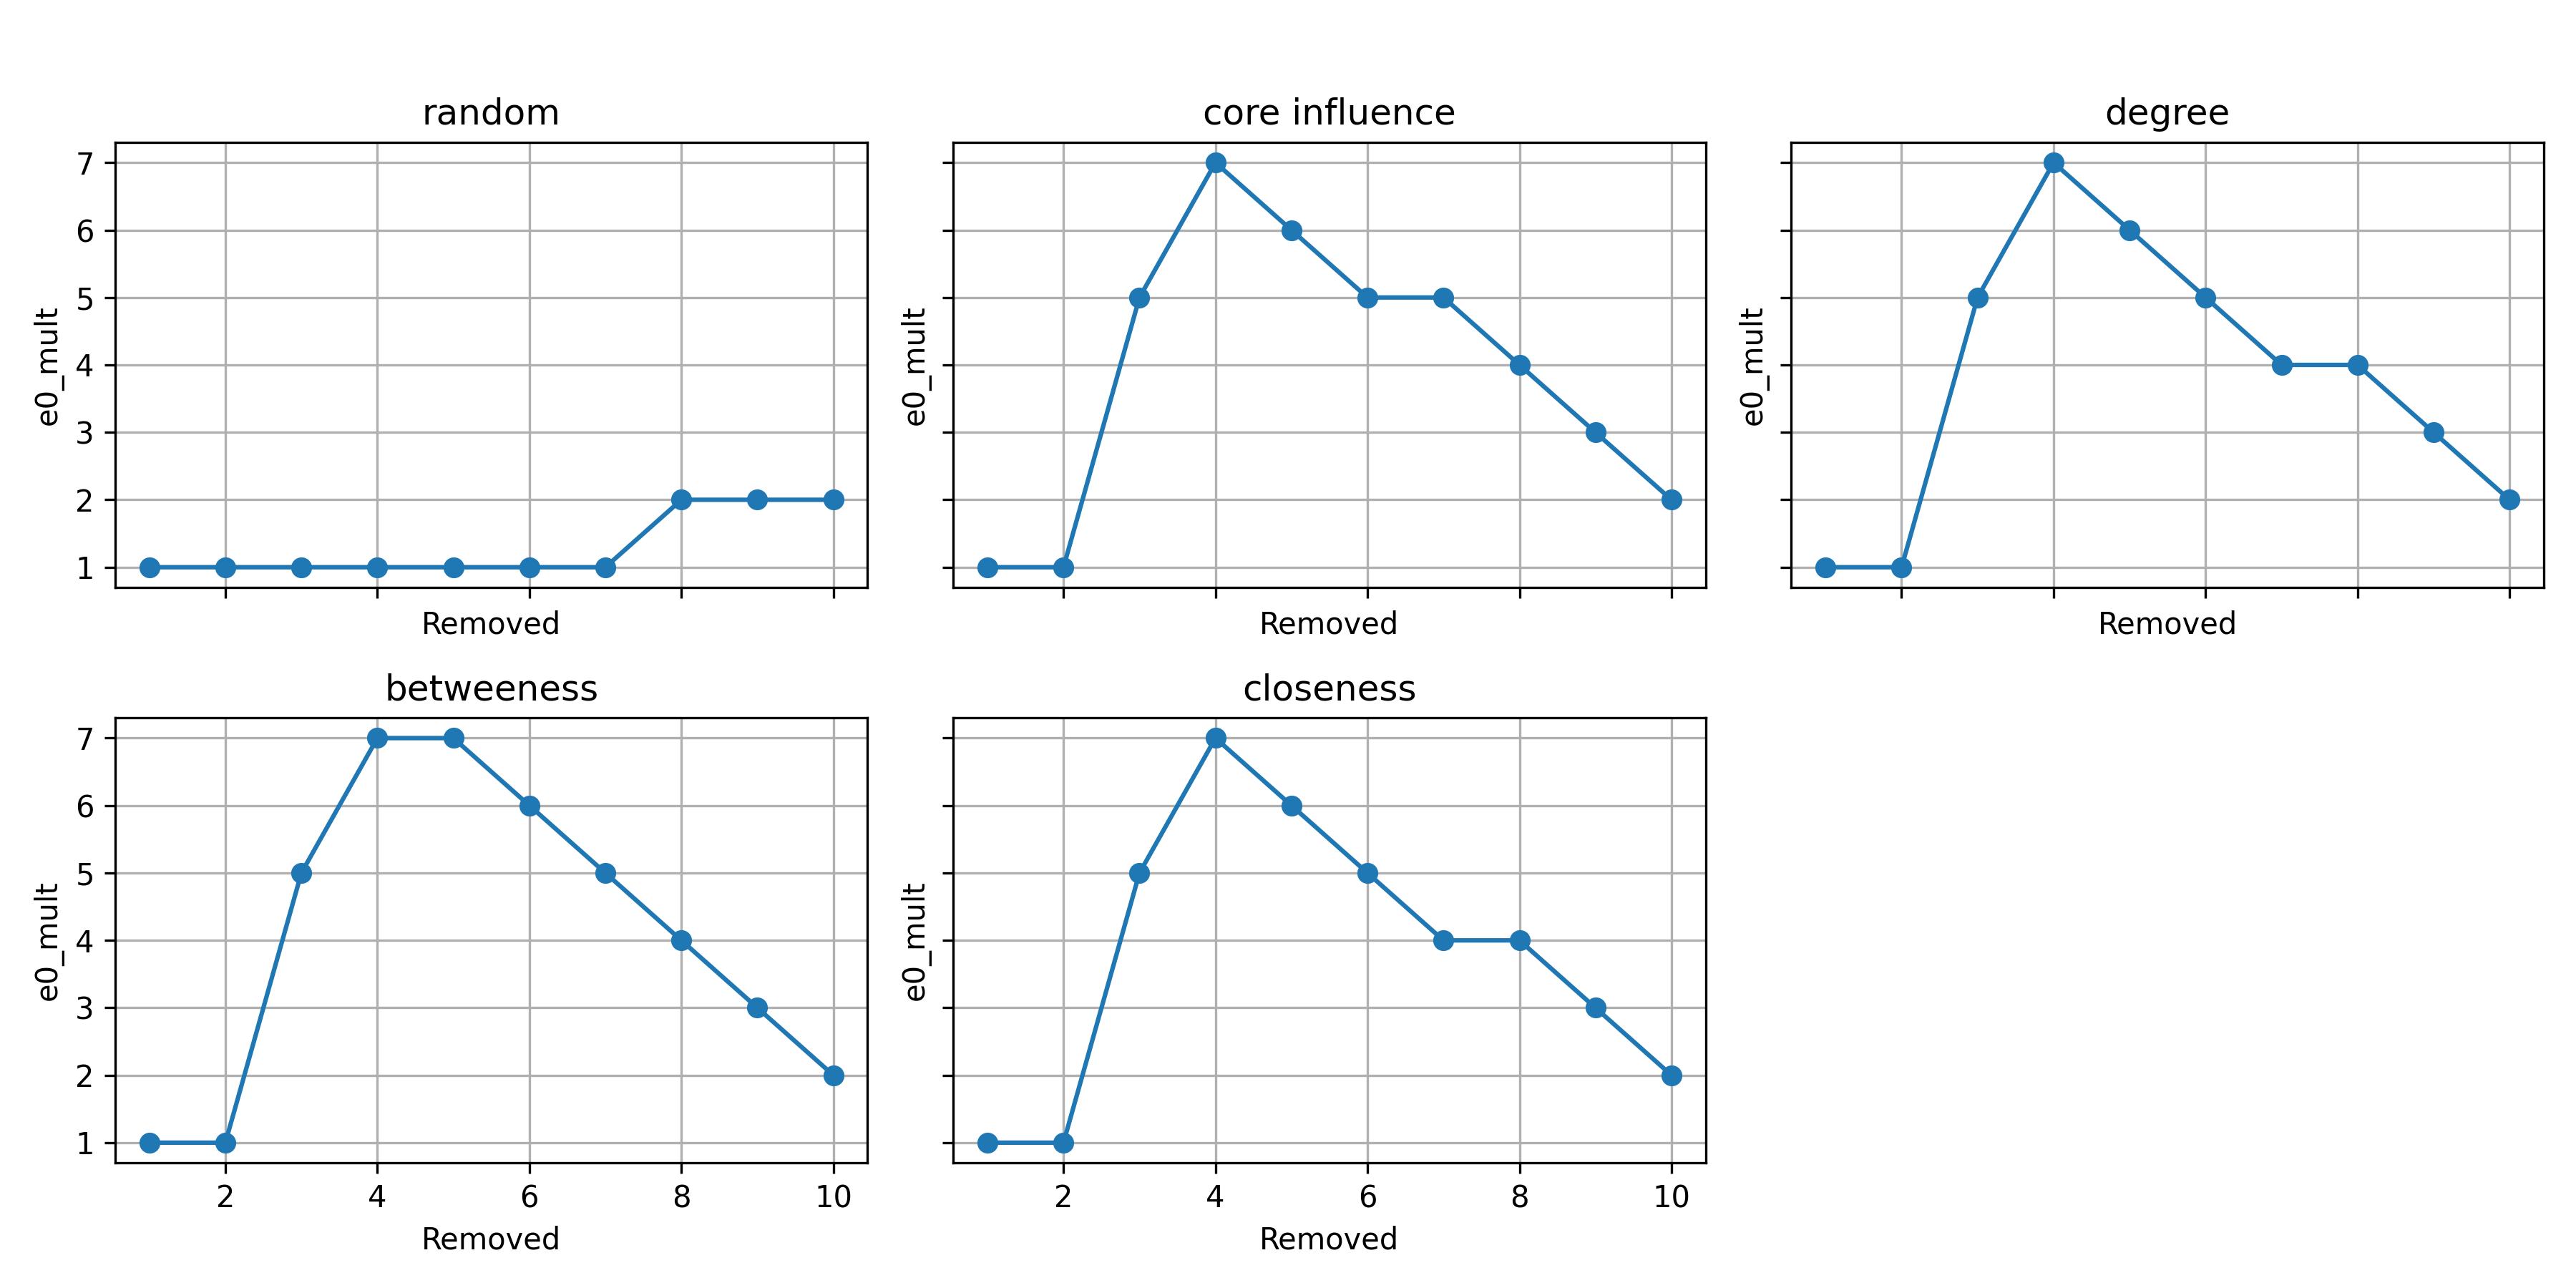 random
core influence
degree
7
6
5
4
3
2
1
e0_mult
e0_mult
e0_mult
Removed
Removed
Removed
betweeness
closeness
7
6
5
4
3
2
1
e0_mult
e0_mult
2 4 6 8 10
2 4 6 8 10
Removed
Removed